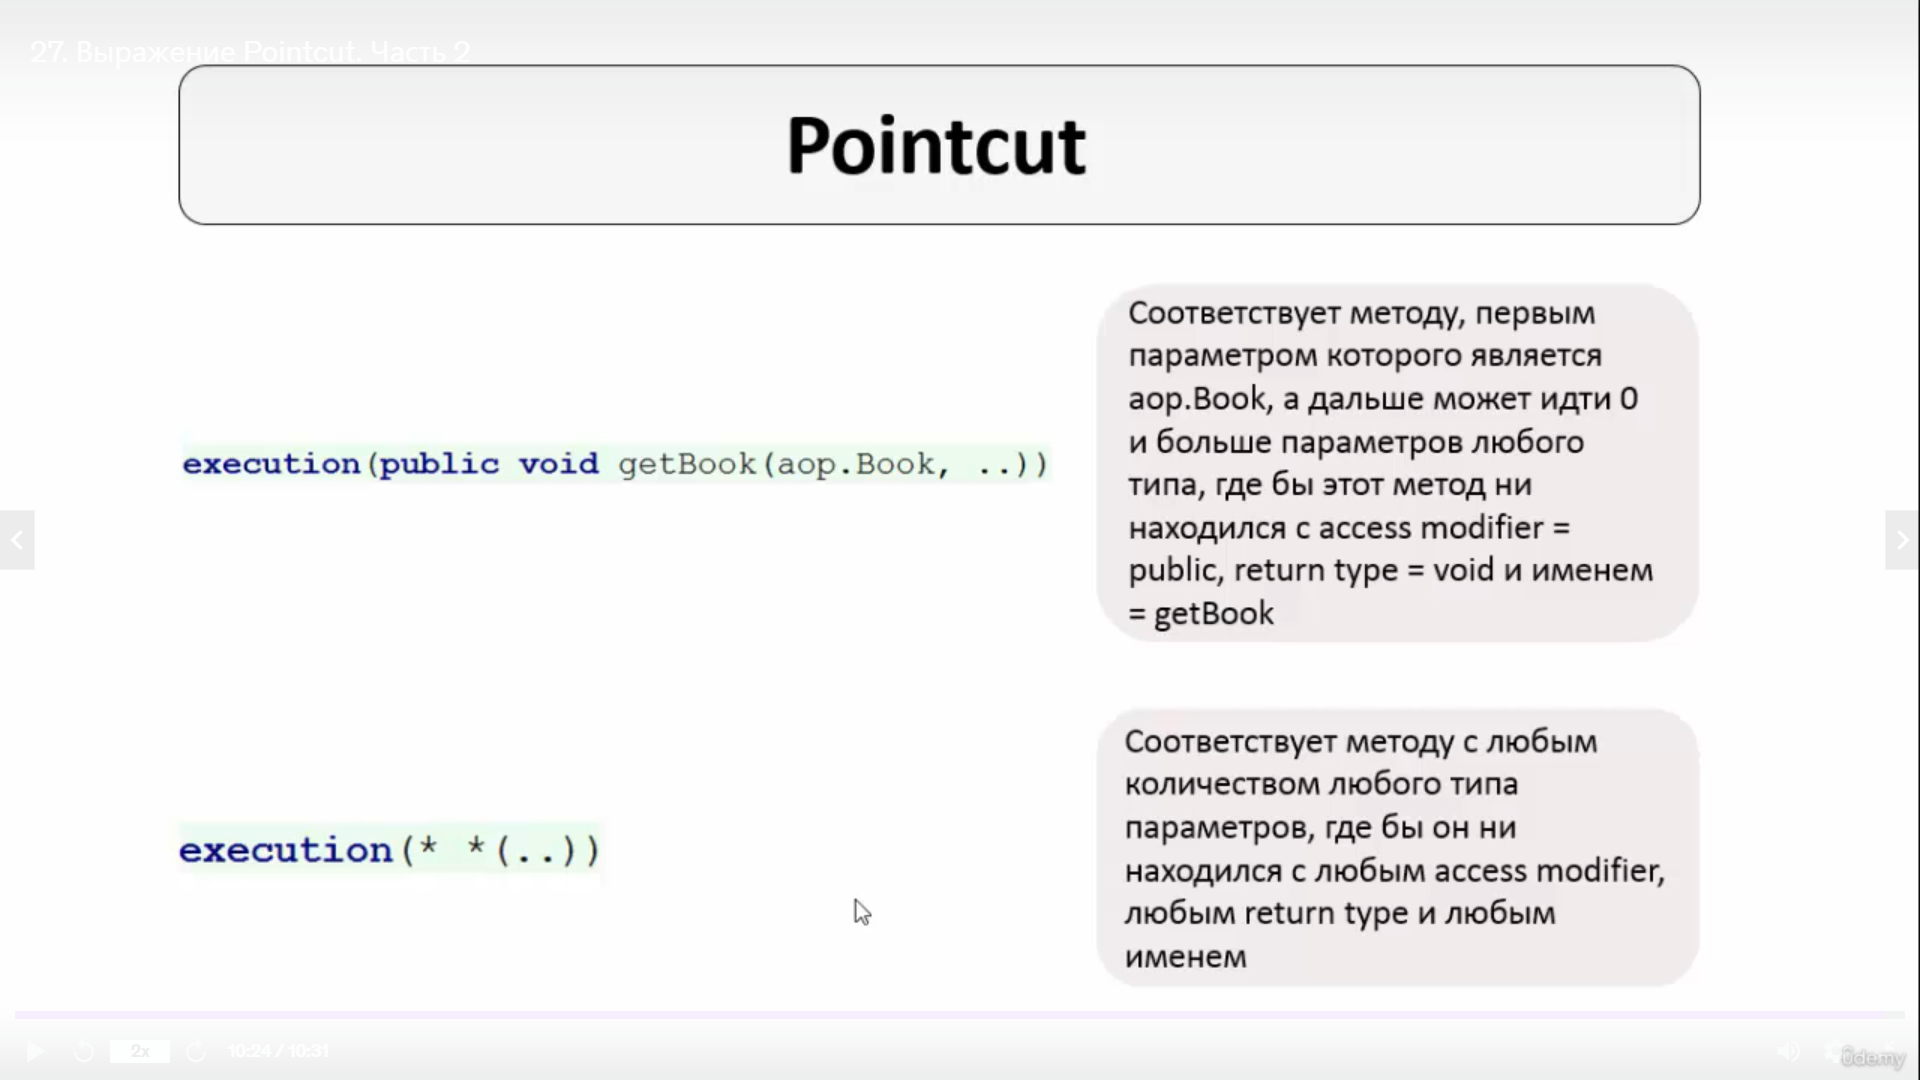 27. Выражение Pointcut. Часть 2
Pointcut
execution(public void getBook(aop.Book, ..))
Соответствует методу, первым
параметром которого является
aop.Book, а дальше может идти 0
и больше параметров любого
типа, где бы этот метод ни
находился с access modifier =
public, return type = void и именем
= getBook
execution(* *(..))
Соответствует методу с любым
количеством любого типа
параметров, где бы он ни
находился с любым access modifier,
любым return type и любым
именем
2x
10:24 / 10:31
ûdemy